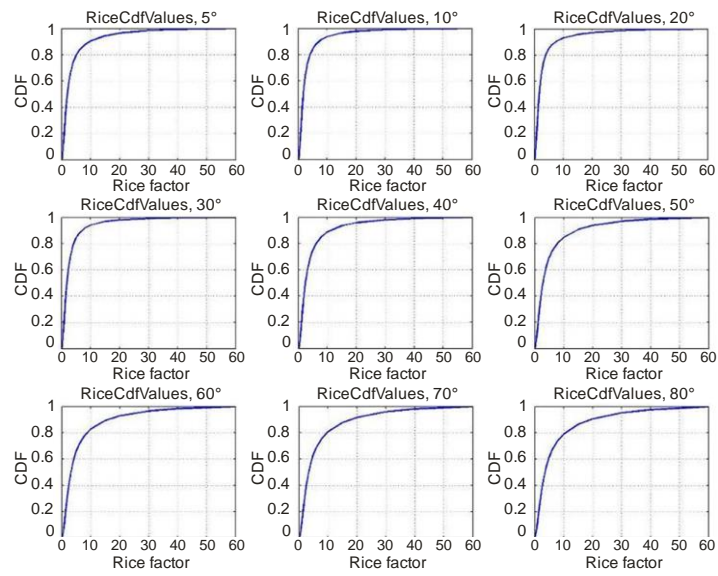 RiceCdfValues, 5°
1
0.8
0.6
0.4
0.2
0
CDF
0 10 20 30 40 50 60
Rice factor
RiceCdfValues, 10°
1
0.8
0.6
0.4
0.2
0
CDF
0 10 20 30 40 50 60
Rice factor
RiceCdfValues, 20°
1
0.8
0.6
0.4
0.2
0
CDF
0 10 20 30 40 50 60
Rice factor
RiceCdfValues, 30°
1
0.8
0.6
0.4
0.2
0
CDF
0 10 20 30 40 50 60
Rice factor
RiceCdfValues, 40°
1
0.8
0.6
0.4
0.2
0
CDF
0 10 20 30 40 50 60
Rice factor
RiceCdfValues, 50°
1
0.8
0.6
0.4
0.2
0
CDF
0 10 20 30 40 50 60
Rice factor
RiceCdfValues, 60°
1
0.8
0.6
0.4
0.2
0
CDF
0 10 20 30 40 50 60
Rice factor
RiceCdfValues, 70°
1
0.8
0.6
0.4
0.2
0
CDF
0 10 20 30 40 50 60
Rice factor
RiceCdfValues, 80°
1
0.8
0.6
0.4
0.2
0
CDF
0 10 20 30 40 50 60
Rice factor